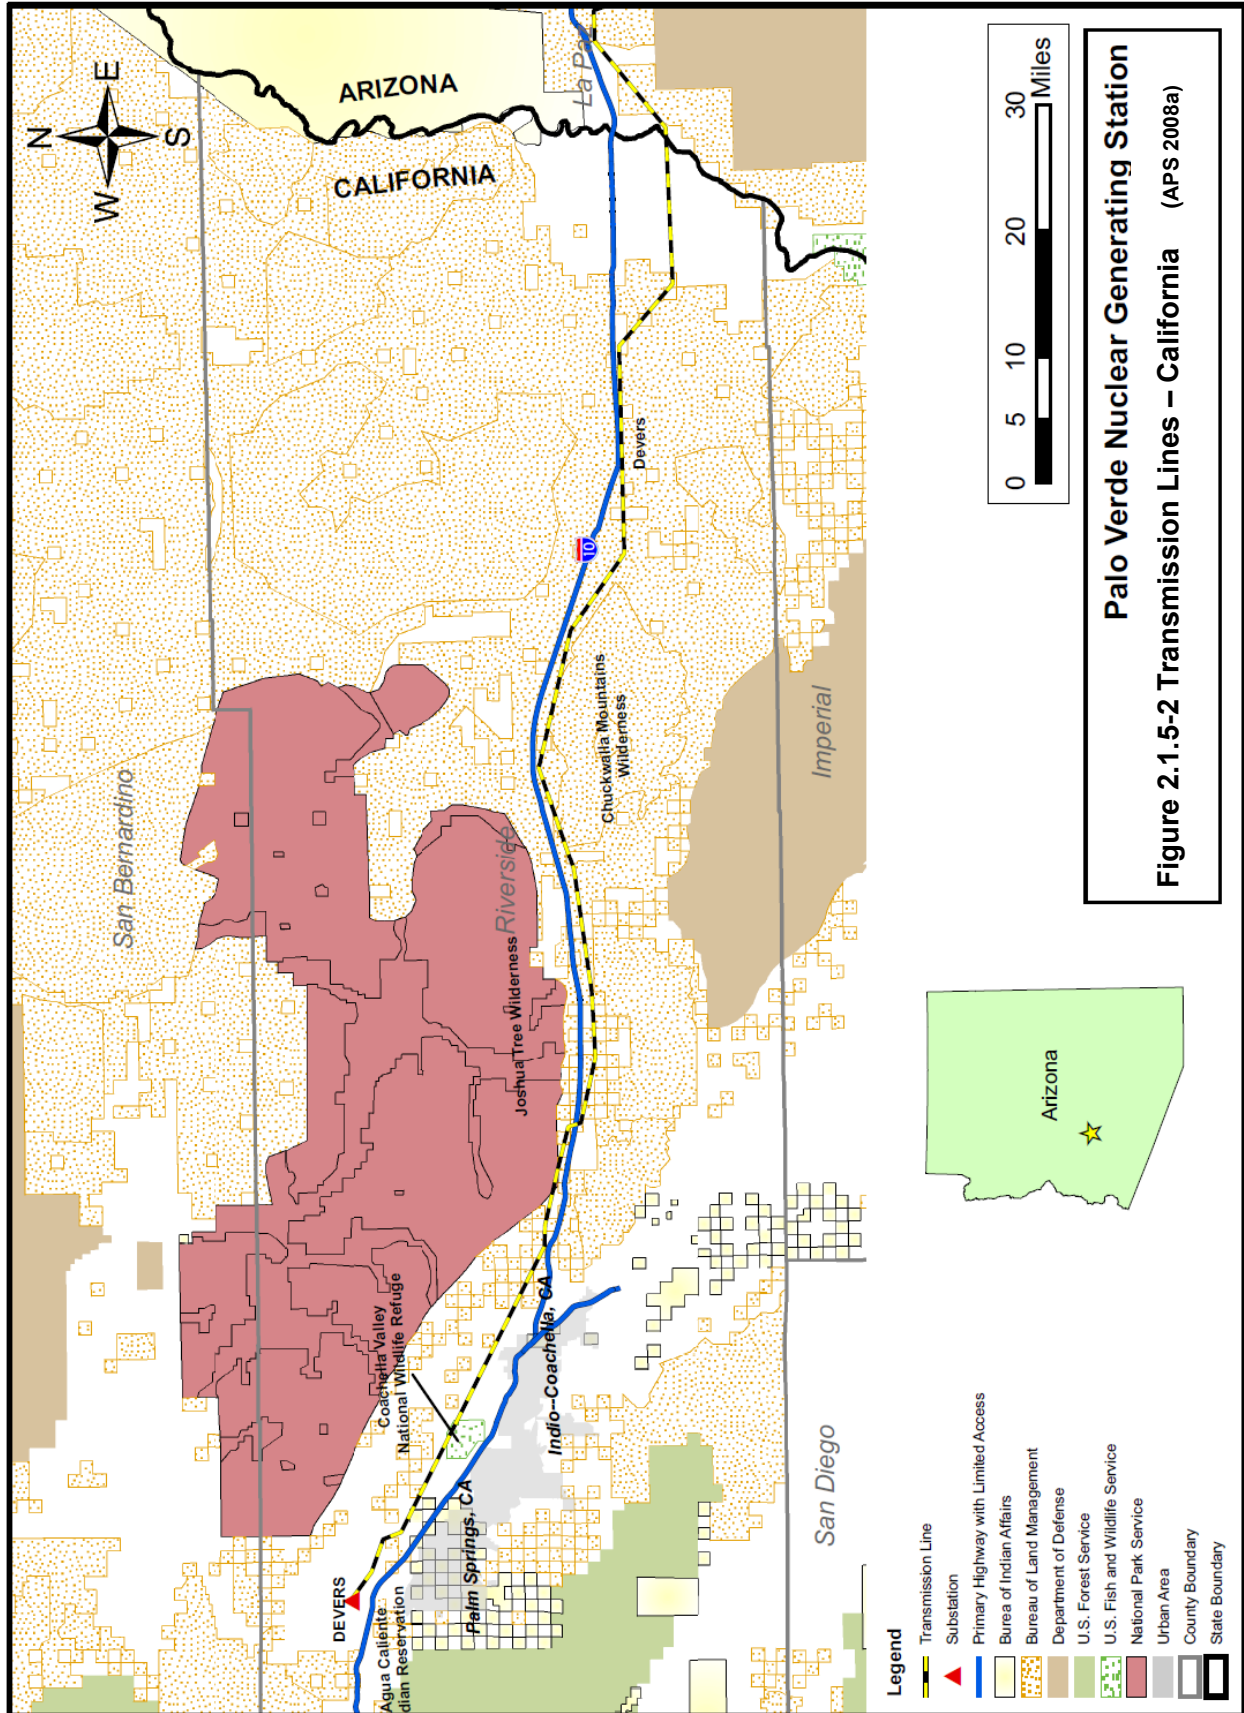 N
W
E
S
ARIZONA
CALIFORNIA
La Paz
San Bernardino
Riverside
Joshua Tree Wilderness
10
Devers
Chuckwalla Mountains
Wilderness
Imperial
Coachella Valley
National Wildlife Refuge
Indio--Coachella, CA
Palm Springs, CA
DEVERS
Agua Caliente
dian Reservation
San Diego
0 5 10 20 30
Miles
Palo Verde Nuclear Generating Station
Figure 2.1.5-2 Transmission Lines – California (APS 2008a)
Arizona
Legend
Transmission Line
Substation
Primary Highway with Limited Access
Burea of Indian Affairs
Bureau of Land Management
Department of Defense
U.S. Forest Service
U.S. Fish and Wildlife Service
National Park Service
Urban Area
County Boundary
State Boundary